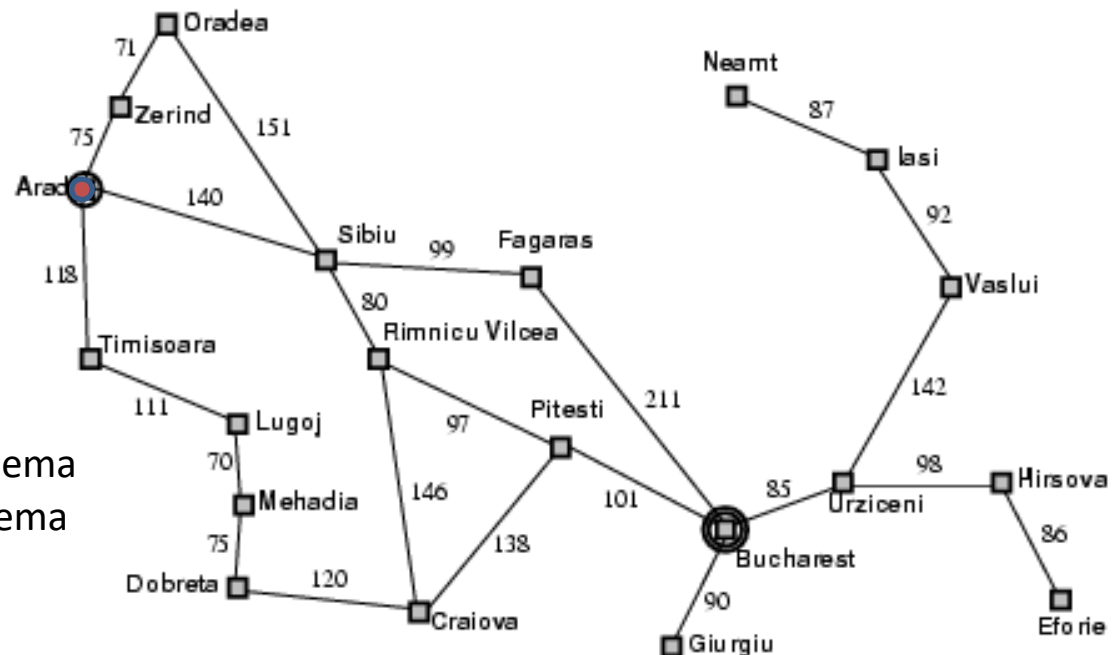 Oradea
71
Neamt
Zerind
87
75
151
Iasi
Arad
140
92
Sibiu
Fagaras
99
118
Vaslui
80
Timisoara
Rimnicu Vilcea
142
111
211
Lugoj
97
Pitesti
70
ema
98
Hirsova
Mehadia
146
101
85
Urziceni
ema
86
75
138
Bucharest
Dobreta
120
90
Craiova
Eforie
Giurgiu